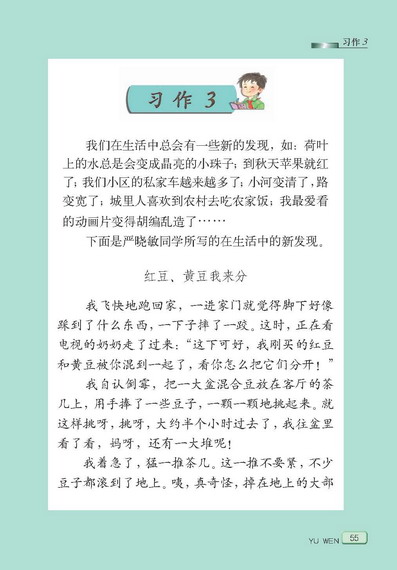 习作 3
习 作 3
我们在生活中总会有一些新的发现，如：荷叶
上的水总是会变成晶亮的小珠子；到秋天苹果就红
了；我们小区的私家车越来越多了；小河变清了，路
变宽了；城里人喜欢到农村去吃农家饭；我最爱看
的动画片变得胡编乱造了……
下面是严晓敏同学所写的在生活中的新发现。
红豆、黄豆我来分
我飞快地跑回家，一进家门就觉得脚下好像
踩到了什么东西，一下子摔了一跤。这时，正在看
电视的奶奶走了过来：“这下可好，我刚买的红豆
和黄豆被你混到一起了，看你怎么把它们分开！”
我自认倒霉，把一大盆混合豆放在客厅的茶
几上，用手捧了一些豆子，一颗一颗地挑起来。就
这样挑呀，挑呀，大约半个小时过去了，我往盆里
看了看，妈呀，还有一大堆呢！
我着急了，猛一推茶几。这一推不要紧，不少
豆子都滚到了地上。咦，真奇怪，掉在地上的大部
YU WEN 55